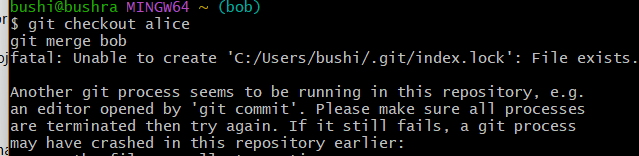 bushi@bushra MINGW64 ~ (bob)
$ git checkout alice
git merge bob
fatal: Unable to create 'C:/Users/bushi/.git/index.lock': File exists.
Another git process seems to be running in this repository, e.g.
an editor opened by 'git commit'. Please make sure all processes
are terminated then try again. If it still fails, a git process
may have crashed in this repository earlier: